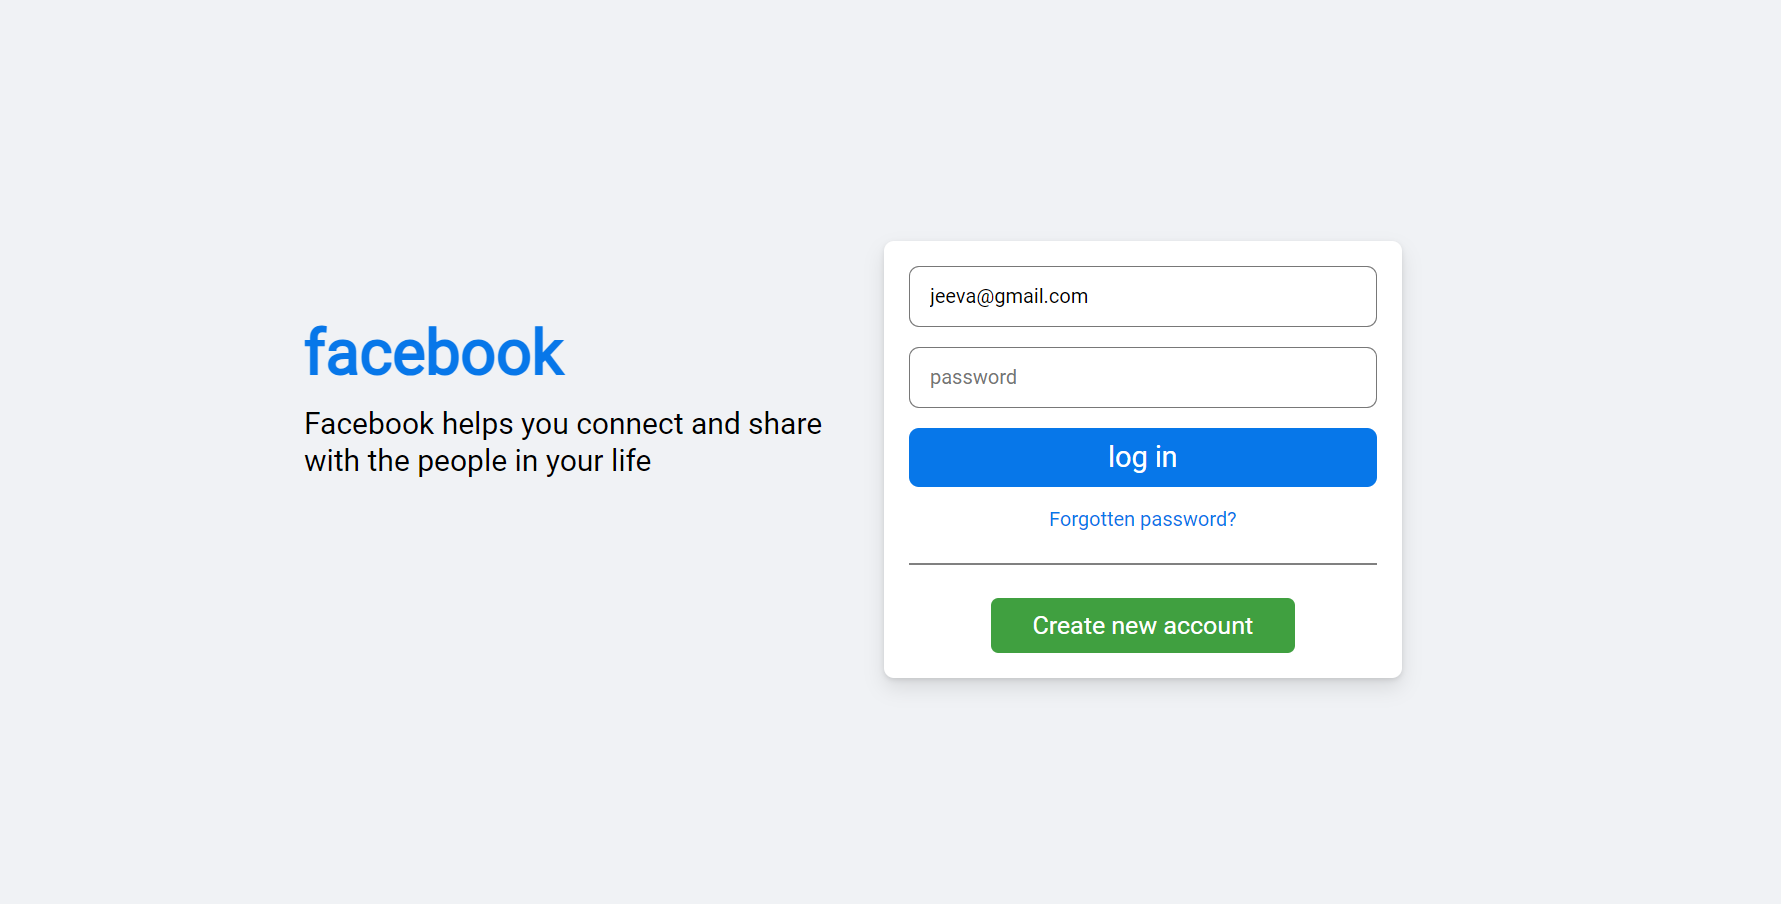 facebook
Facebook helps you connect and share
with the people in your life
jeeva@gmail.com
password
log in
Forgotten password?
Create new account